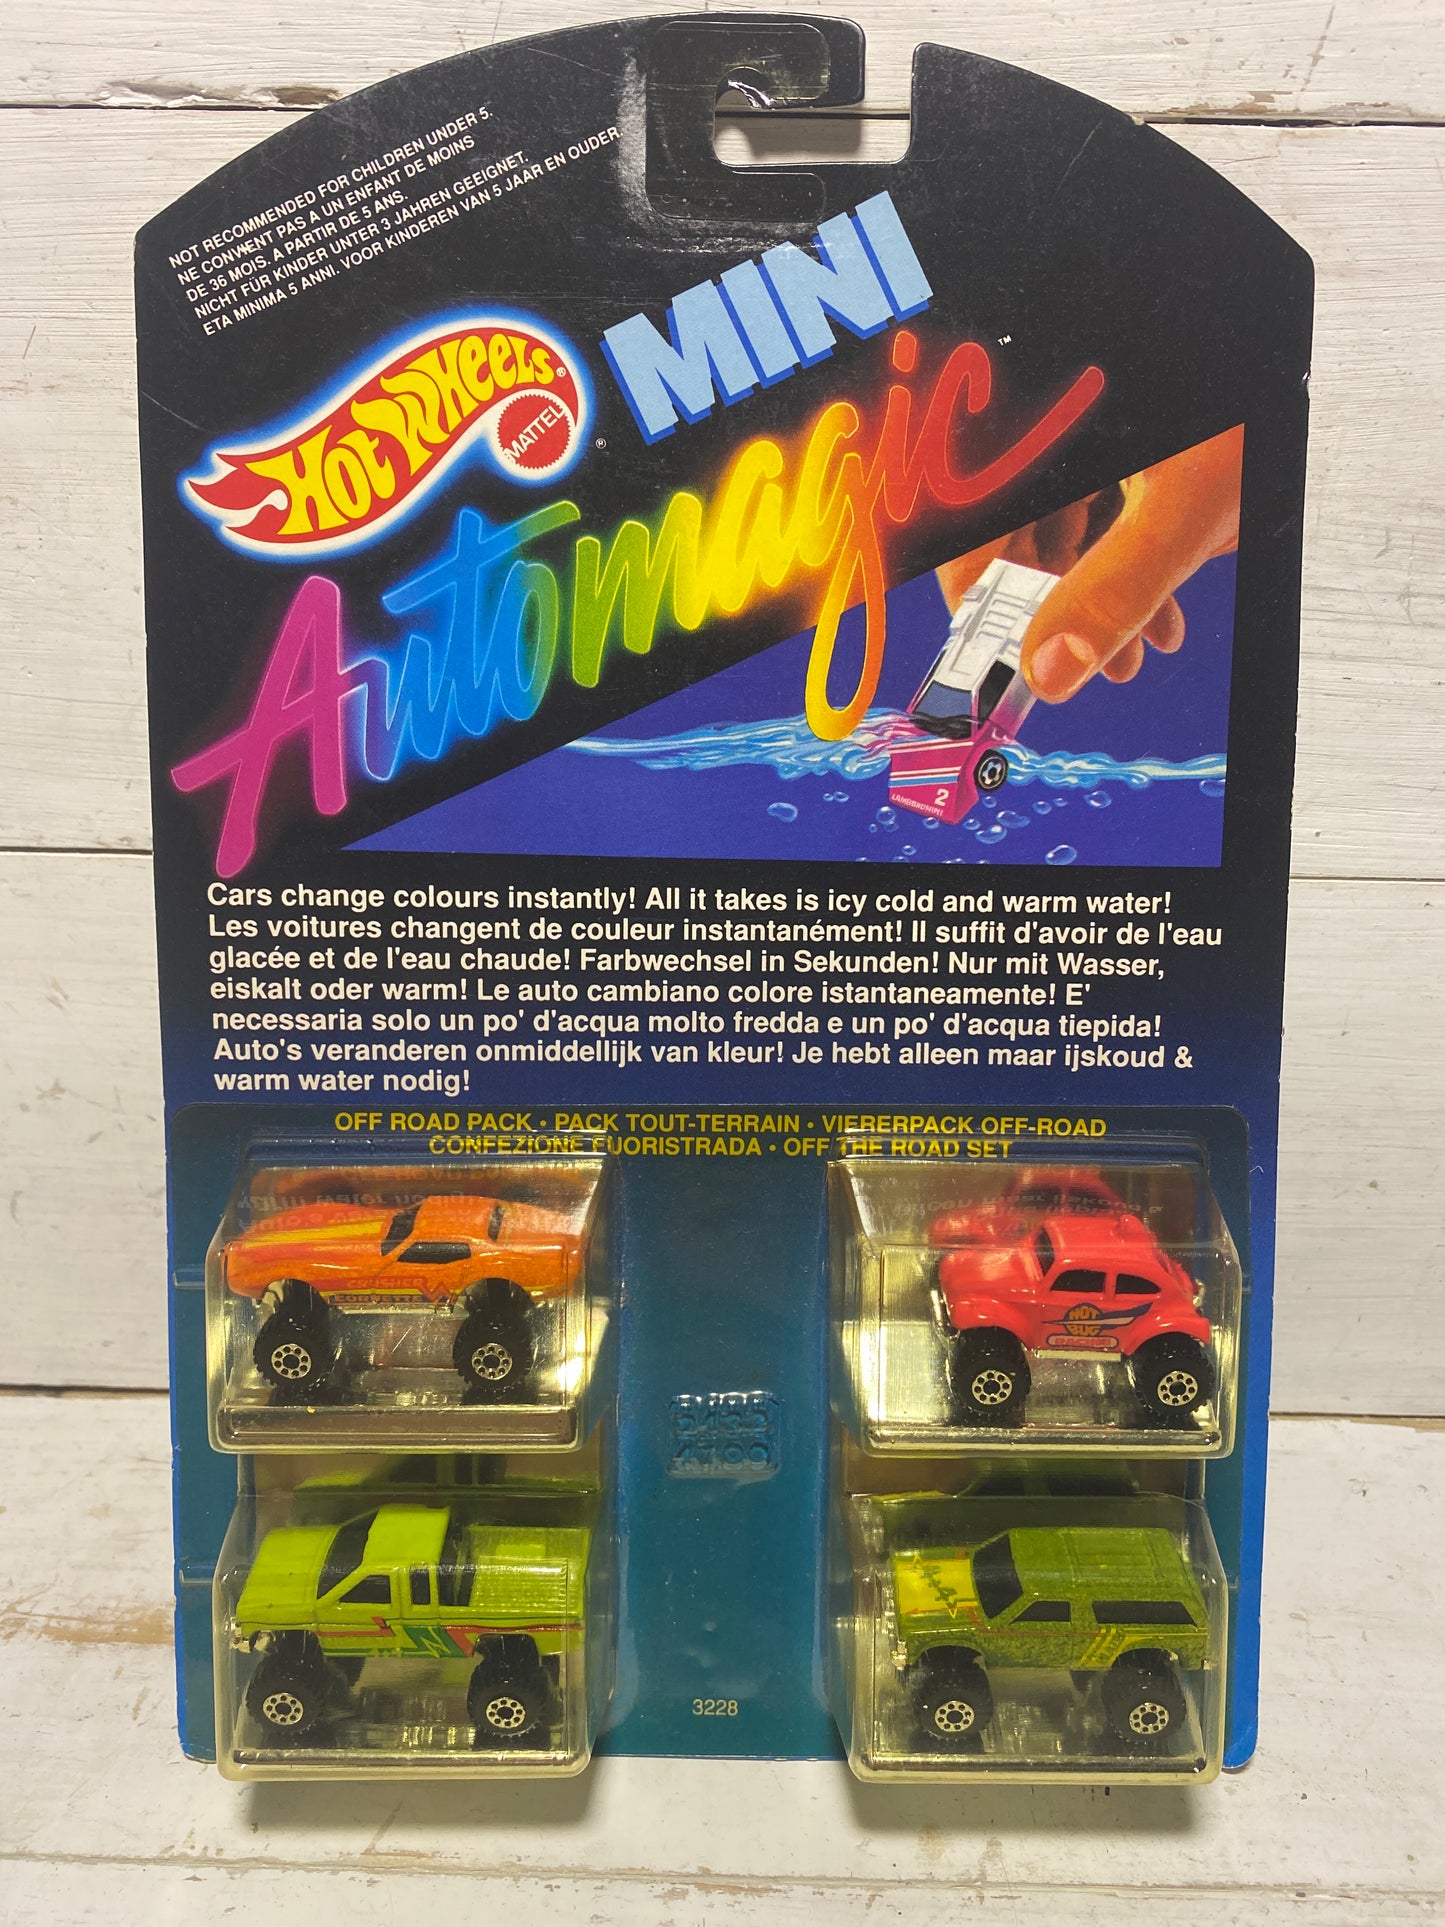 NOT RECOMMENDED FOR CHILDREN UNDER 5.
NE CONVIENT PAS A UN ENFANT DE MOINS
DE 36 MOIS. A PARTIR DE 5 ANS.
NICHT FÜR KINDER UNTER 3 JAHREN GEEIGNET.
ETA MINIMA 5 ANNI. VOOR KINDEREN VAN 5 JAAR EN OUDER.
HOT WHEELS®
MATTEL
®
MINI
Automagic™
2
LAMBORGHINI
Cars change colours instantly! All it takes is icy cold and warm water!
Les voitures changent de couleur instantanément! Il suffit d'avoir de l'eau
glacée et de l'eau chaude! Farbwechsel in Sekunden! Nur mit Wasser,
eiskalt oder warm! Le auto cambiano colore istantaneamente! E'
necessaria solo un po' d'acqua molto fredda e un po' d'acqua tiepida!
Auto's veranderen onmiddellijk van kleur! Je hebt alleen maar ijskoud &
warm water nodig!
OFF ROAD PACK • PACK TOUT-TERRAIN • VIERERPACK OFF-ROAD
CONFEZIONE FUORISTRADA • OFF THE ROAD SET
CRUSHER
CORVETTE
HOT
BUG
RACING
4x4
3228